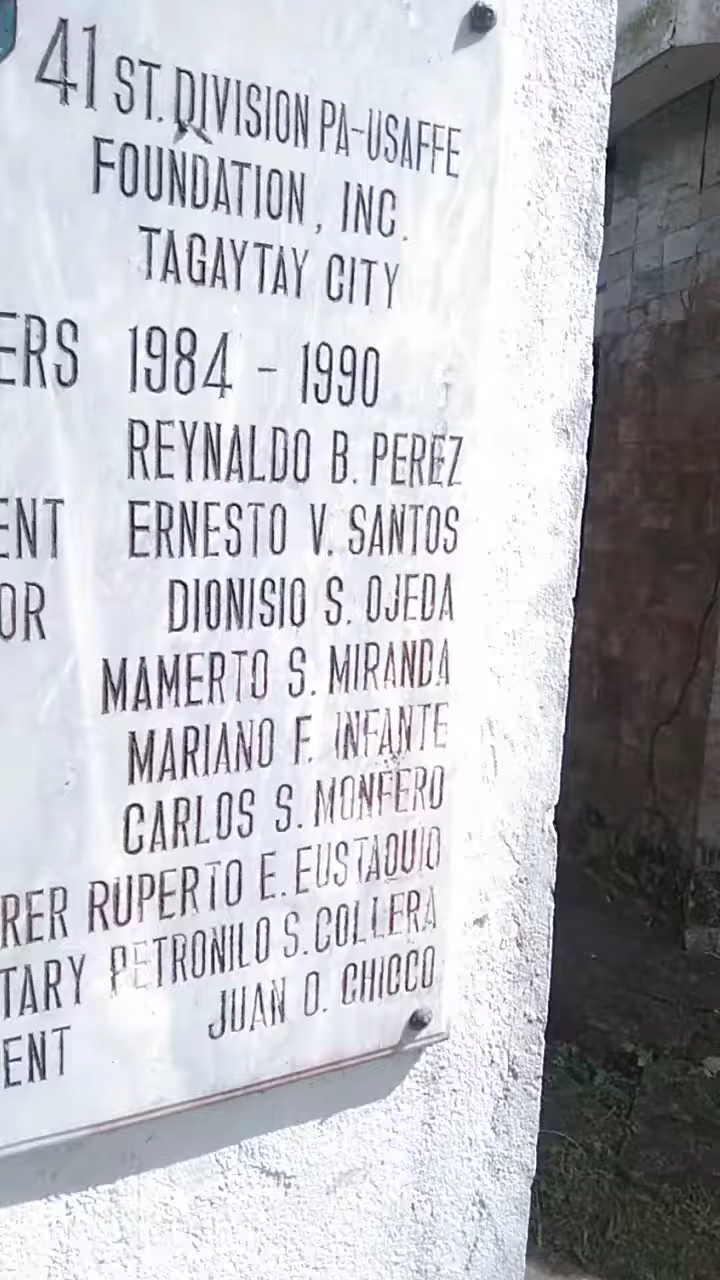 41 ST. DIVISION PA-USAFFE
FOUNDATION, INC.
TAGAYTAY CITY
ERS 1984 - 1990
REYNALDO B. PEREZ
ENT ERNESTO V. SANTOS
OR DIONISIO S. OJEDA
MAMERTO S. MIRANDA
MARIANO F. INFANTE
CARLOS S. MONFERO
RER RUPERTO E. EUSTAQUIO
TARY PETRONILO S. COLLERA
ENT JUAN O. CHICCO